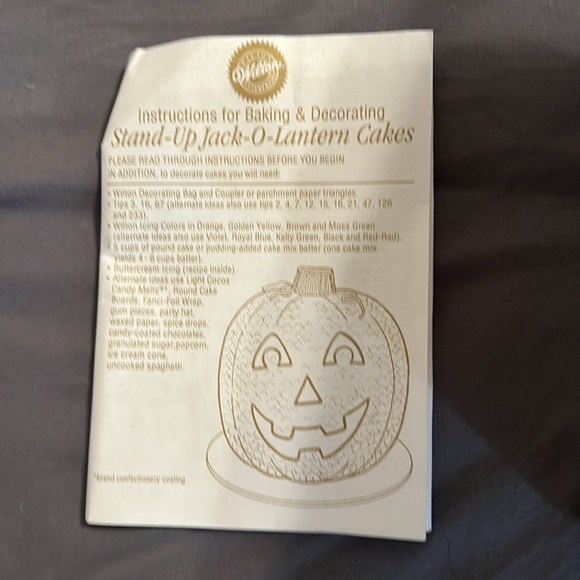 Wilton
Instructions for Baking & Decorating
Stand-Up Jack-O-Lantern Cakes
PLEASE READ THROUGH INSTRUCTIONS BEFORE YOU BEGIN.
IN ADDITION, to decorate cakes you will need:
• Wilton Decorating Bag and Coupler or parchment paper triangles
• Tips 3, 16, 67 (alternate ideas also use tips 2, 4, 7, 12, 15, 16, 21, 47, 126
and 233).
• Wilton Icing Colors in Orange, Golden Yellow, Brown and Moss Green
(alternate ideas also use Violet, Royal Blue, Kelly Green, Black and Red-Red).
• 5 cups of pound cake or pudding-added cake mix batter (one cake mix
yields 4 - 6 cups batter).
• Buttercream Icing (recipe inside).
• Alternate ideas use Light Cocoa
Candy Melts®*, Round Cake
Boards, Fanci-Foil Wrap,
gum pieces, party hat,
waxed paper, spice drops,
candy-coated chocolates,
granulated sugar,popcorn,
ice cream cone,
uncooked spaghetti.
*brand confectionery coating